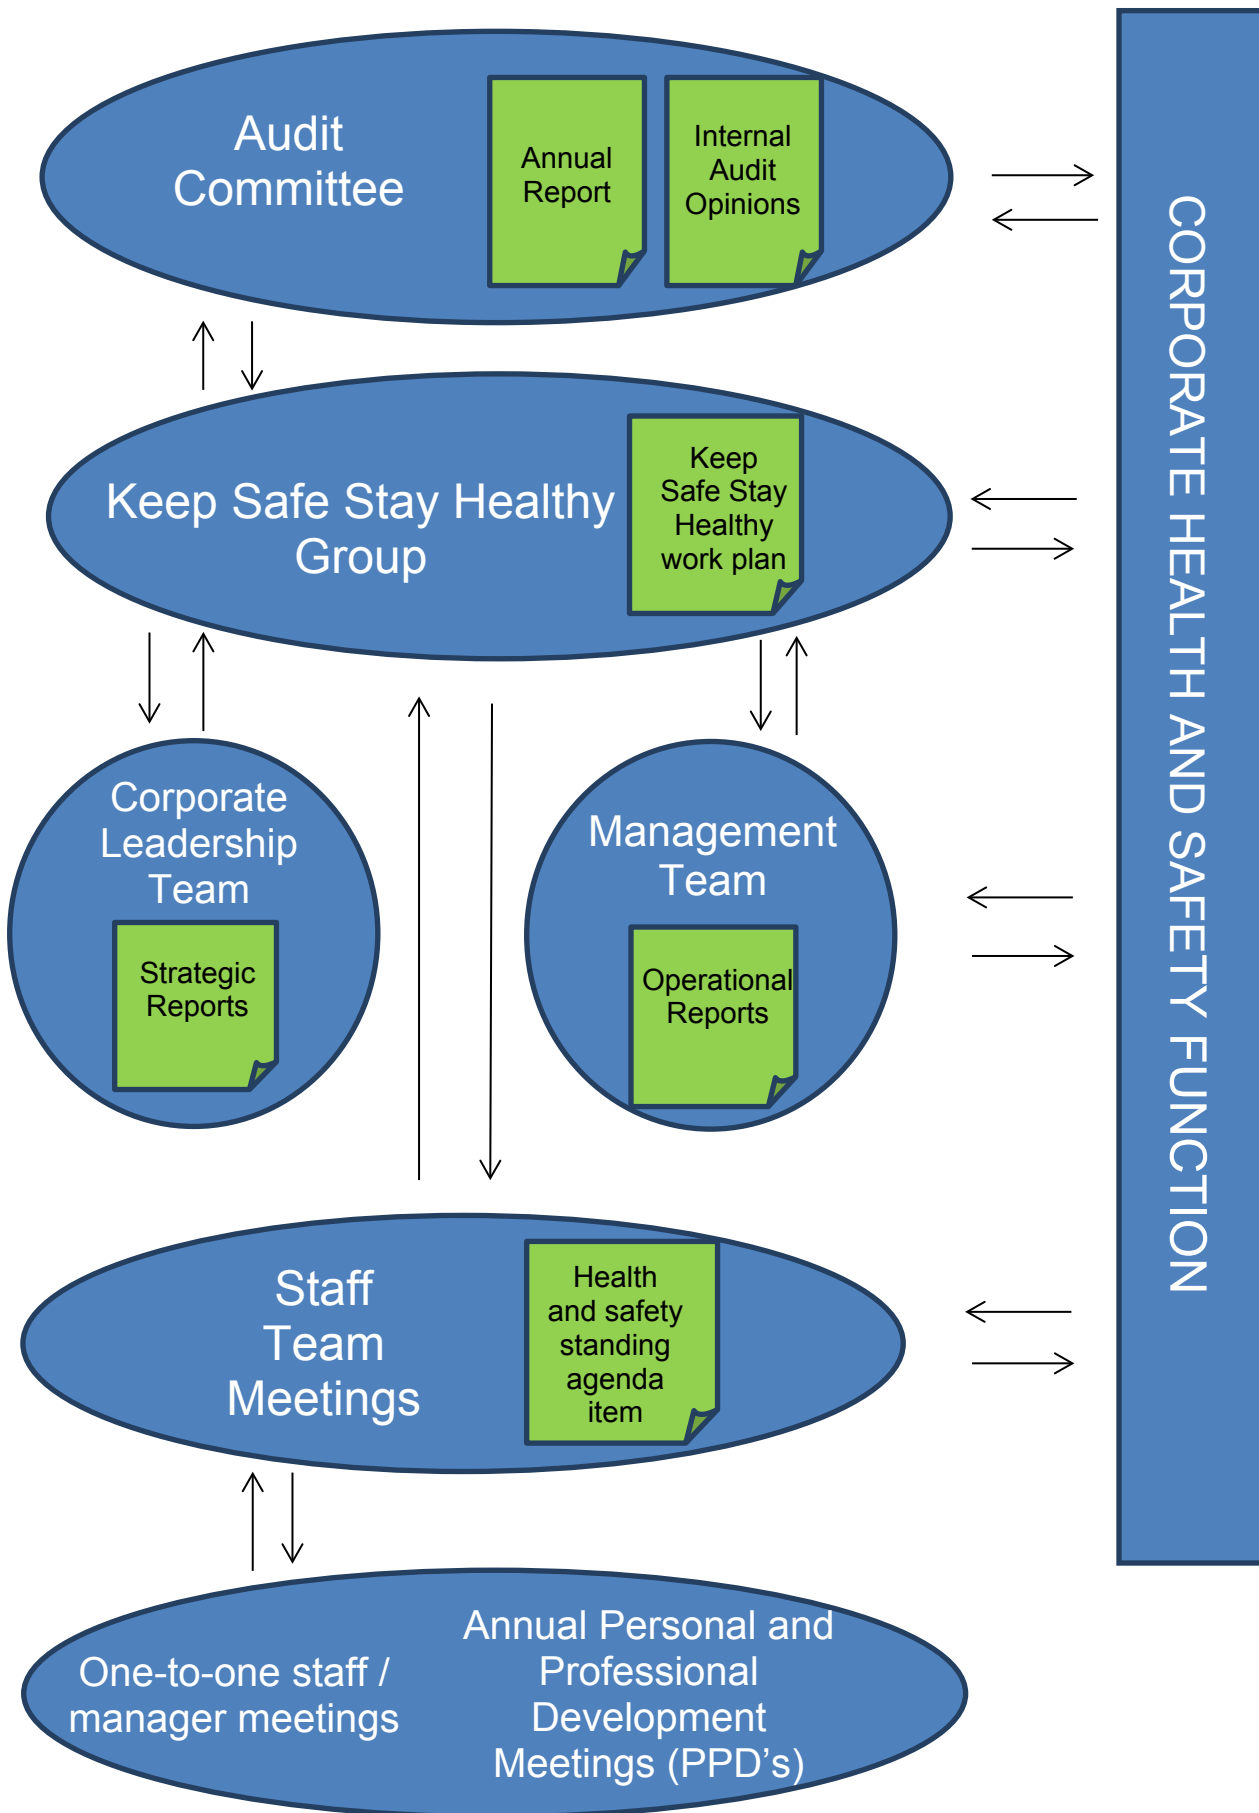 Audit
Committee
Annual
Report
Internal
Audit
Opinions
Keep Safe Stay Healthy
Group
Keep
Safe Stay
Healthy
work plan
Corporate
Leadership
Team
Strategic
Reports
Management
Team
Operational
Reports
Staff
Team
Meetings
Health
and safety
standing
agenda
item
One-to-one staff /
manager meetings
Annual Personal and
Professional
Development
Meetings (PPD’s)
CORPORATE HEALTH AND SAFETY FUNCTION